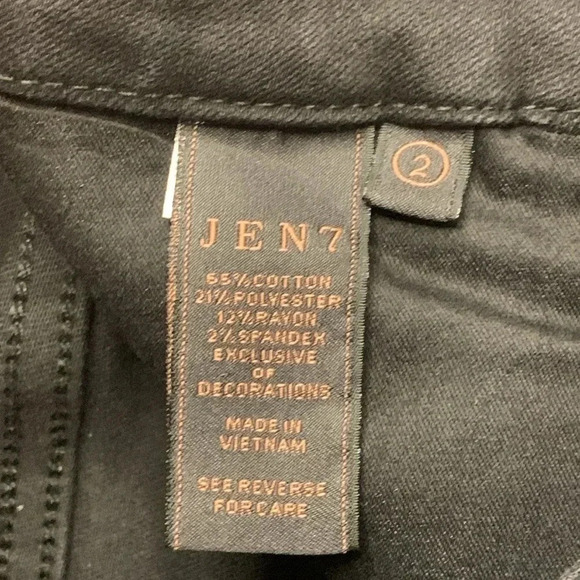 2
JEN7
65% COTTON
21% POLYESTER
12% RAYON
2% SPANDEX
EXCLUSIVE
OF
DECORATIONS
MADE IN
VIETNAM
SEE REVERSE
FOR CARE